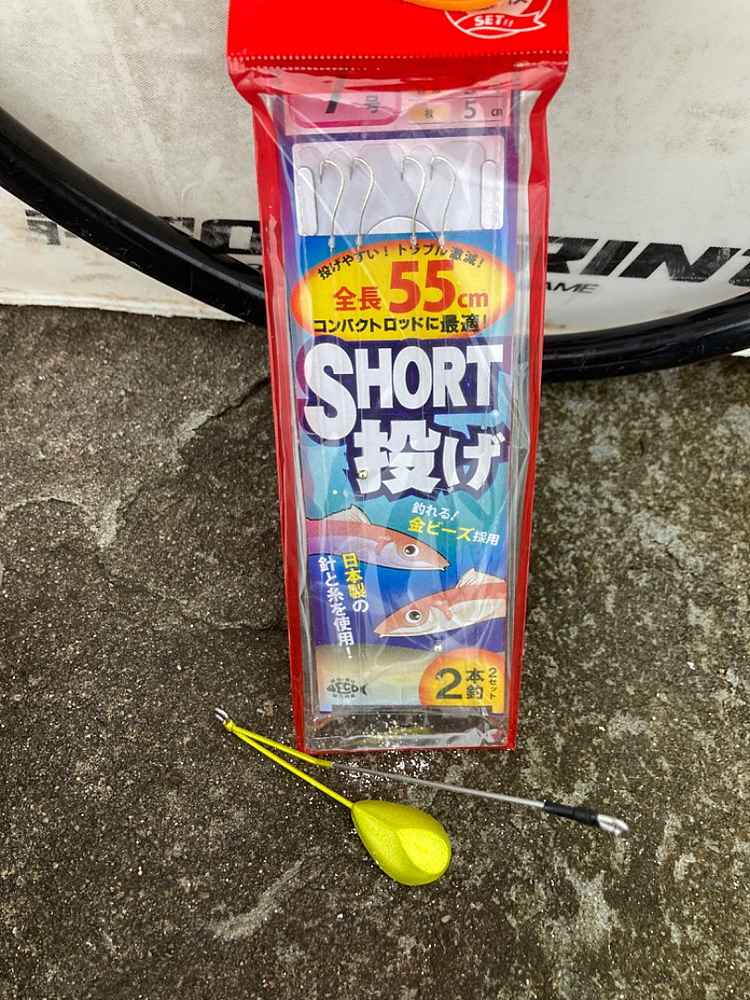 SET!!
7号
5cm
投げやすい！トラブル激減！
全長55cm
コンパクトロッドに最適！
SHORT
投げ
釣れる！
金ビーズ採用
日本製の
針と糸を使用！
2本針
2セット